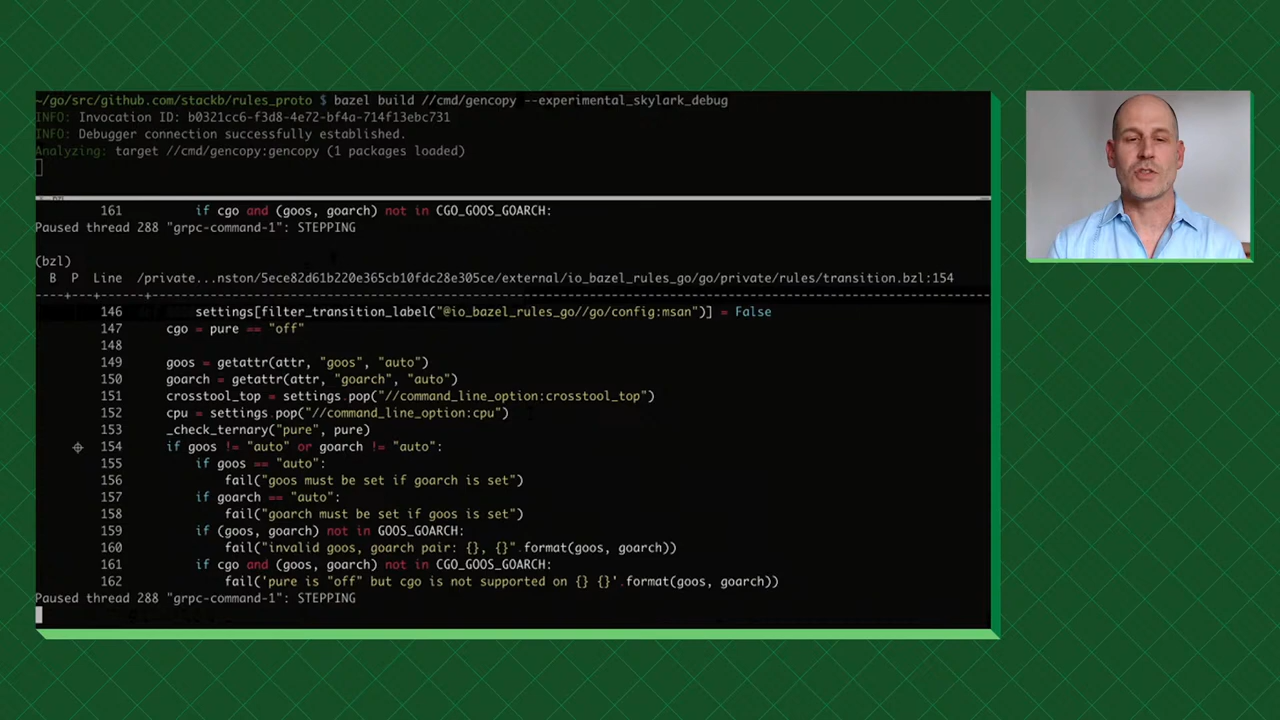 ~/go/src/github.com/stackb/rules_proto $ bazel build //cmd/gencopy --experimental_skylark_debug
INFO: Invocation ID: b0321cc6-f3d8-4e72-bf4a-714f13ebc731
INFO: Debugger connection successfully established.
Analyzing: target //cmd/gencopy:gencopy (1 packages loaded)
161 if cgo and (goos, goarch) not in CGO_GOOS_GOARCH:
Paused thread 288 "grpc-command-1": STEPPING
(bzl)
B P Line /private...nston/5ece82d61b220e365cb10fdc28e305ce/external/io_bazel_rules_go/go/private/rules/transition.bzl:154
146 settings[filter_transition_label("@io_bazel_rules_go//go/config:msan")] = False
147 cgo = pure == "off"
148
149 goos = getattr(attr, "goos", "auto")
150 goarch = getattr(attr, "goarch", "auto")
151 crosstool_top = settings.pop("//command_line_option:crosstool_top")
152 cpu = settings.pop("//command_line_option:cpu")
153 _check_ternary("pure", pure)
154 if goos != "auto" or goarch != "auto":
155 if goos == "auto":
156 fail("goos must be set if goarch is set")
157 if goarch == "auto":
158 fail("goarch must be set if goos is set")
159 if (goos, goarch) not in GOOS_GOARCH:
160 fail("invalid goos, goarch pair: {}, {}".format(goos, goarch))
161 if cgo and (goos, goarch) not in CGO_GOOS_GOARCH:
162 fail('pure is "off" but cgo is not supported on {} {}'.format(goos, goarch))
Paused thread 288 "grpc-command-1": STEPPING